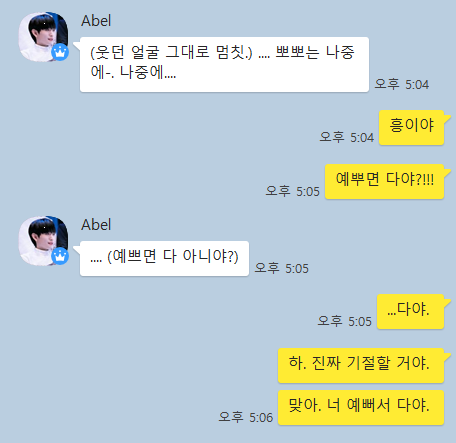 Abel
(웃던 얼굴 그대로 멈칫.) .... 뽀뽀는 나중
에-. 나중에....
오후 5:04
흥이야
오후 5:04
예뿌면 다야?!!!
오후 5:05
Abel
.... (예쁘면 다 아니야?)
오후 5:05
...다야.
오후 5:05
하. 진짜 기절할 거야.
맞아. 너 예뻐서 다야.
오후 5:06